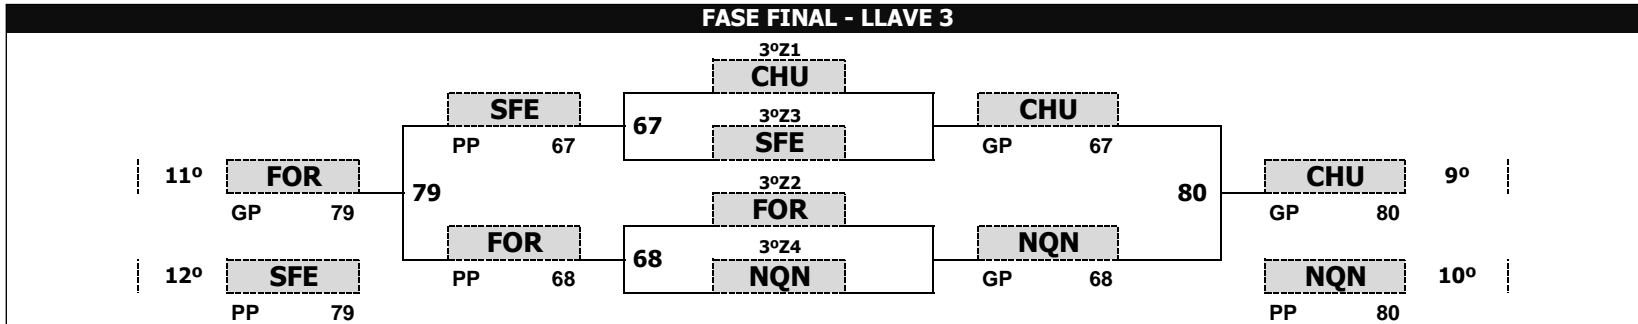 FASE FINAL - LLAVE 3
3ºZ1
CHU
SFE CHU
67 3ºZ3
PP 67 SFE GP 67
11º FOR CHU 9º
79 3ºZ2 80
GP 79 FOR GP 80
FOR 3ºZ4 NQN
68
12º SFE PP 68 NQN GP 68 NQN 10º
PP 79 PP 80